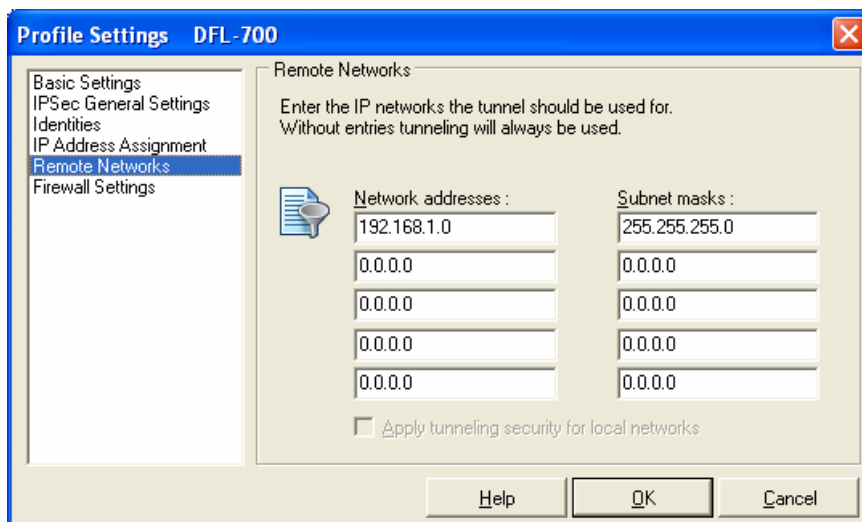 Profile Settings DFL-700
Basic Settings
IPSec General Settings
Identities
IP Address Assignment
Remote Networks
Firewall Settings
Remote Networks
Enter the IP networks the tunnel should be used for.
Without entries tunneling will always be used.
Network addresses : Subnet masks :
192.168.1.0 255.255.255.0
0.0.0.0 0.0.0.0
0.0.0.0 0.0.0.0
0.0.0.0 0.0.0.0
0.0.0.0 0.0.0.0
Apply tunneling security for local networks
Help OK Cancel